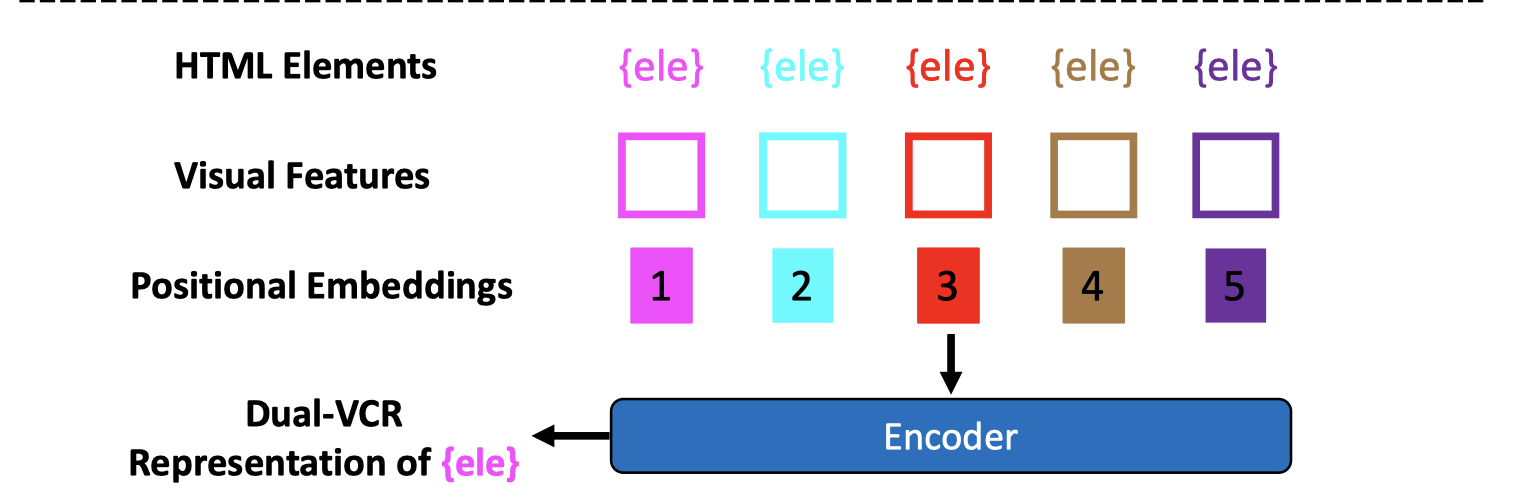 HTML Elements {ele} {ele} {ele} {ele} {ele}
Visual Features
Positional Embeddings 1 2 3 4 5
Dual-VCR
Representation of {ele}
Encoder